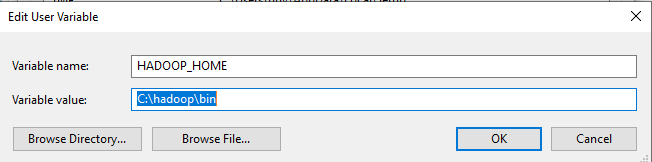 Edit User Variable
Variable name: HADOOP_HOME
Variable value: C:\hadoop\bin
Browse Directory... Browse File... OK Cancel